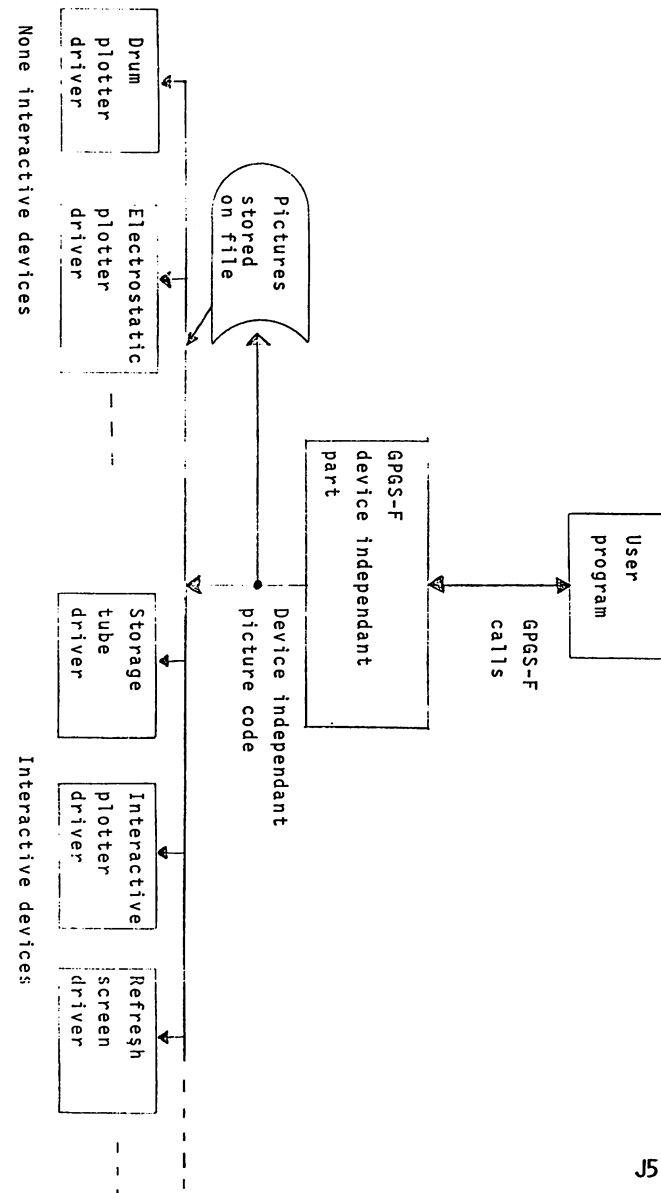 User
program
GPGS-F
calls
GPGS-F
device independant
part
Device independant
picture code
Pictures
stored
on file
Drum
plotter
driver
Electrostatic
plotter
driver
Storage
tube
driver
Interactive
plotter
driver
Refresh
screen
driver
None interactive devices
Interactive devices
J5